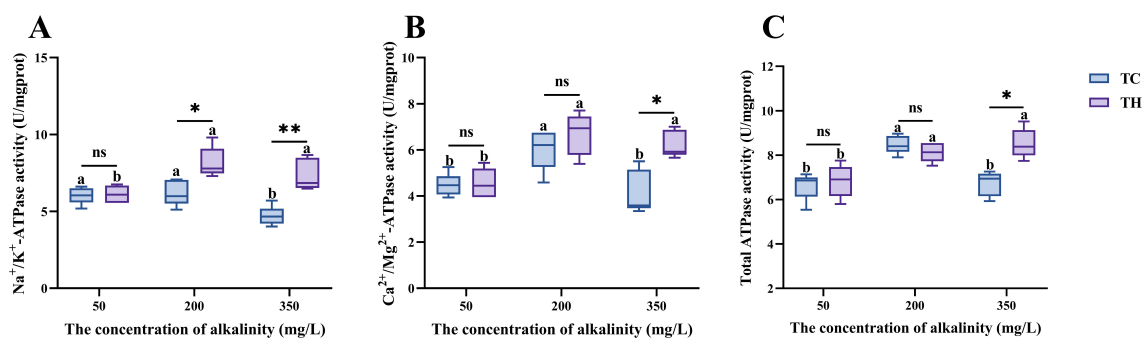 A
Na⁺/K⁺-ATPase activity (U/mgprot)
15
10
5
0
ns
*
**
a
b
a
a
b
a
50
200
350
The concentration of alkalinity (mg/L)
B
Ca²⁺/Mg²⁺-ATPase activity (U/mgprot)
10
8
6
4
2
0
ns
ns
*
b
b
a
a
b
a
50
200
350
The concentration of alkalinity (mg/L)
C
Total ATPase activity (U/mgprot)
12
10
8
6
4
2
ns
ns
*
b
b
a
a
b
a
50
200
350
The concentration of alkalinity (mg/L)
TC
TH